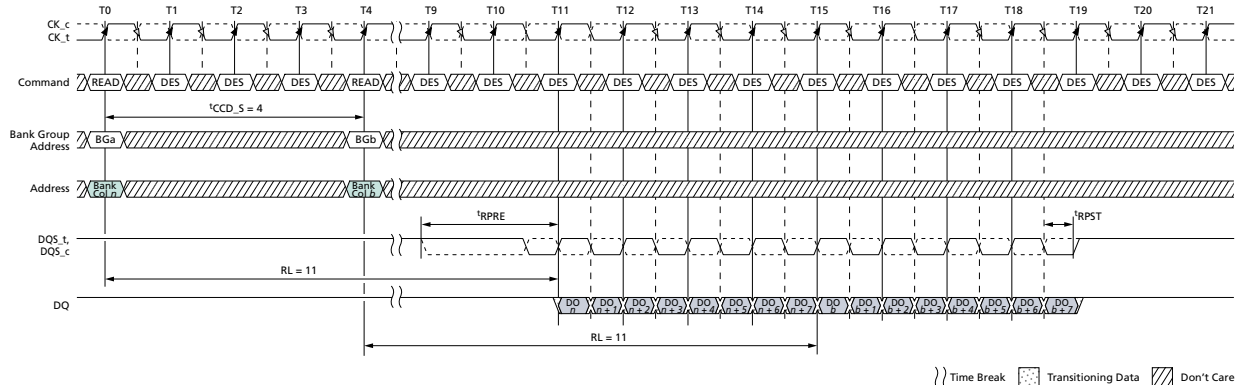 T0 T1 T2 T3 T4 T9 T10 T11 T12 T13 T14 T15 T16 T17 T18 T19 T20 T21
CK_c
CK_t
Command READ DES DES DES READ DES DES DES DES DES DES DES DES DES DES DES DES DES
tCCD_S = 4
Bank Group
Address
BGa BGb
Address
Bank
Col n
Bank
Col b
tRPRE tRPST
DQS_t,
DQS_c
RL = 11
DQ
DO
n
DO
n + 1
DO
n + 2
DO
n + 3
DO
n + 4
DO
n + 5
DO
n + 6
DO
n + 7
DO
b
DO
b + 1
DO
b + 2
DO
b + 3
DO
b + 4
DO
b + 5
DO
b + 6
DO
b + 7
RL = 11
Time Break Transitioning Data Don't Care